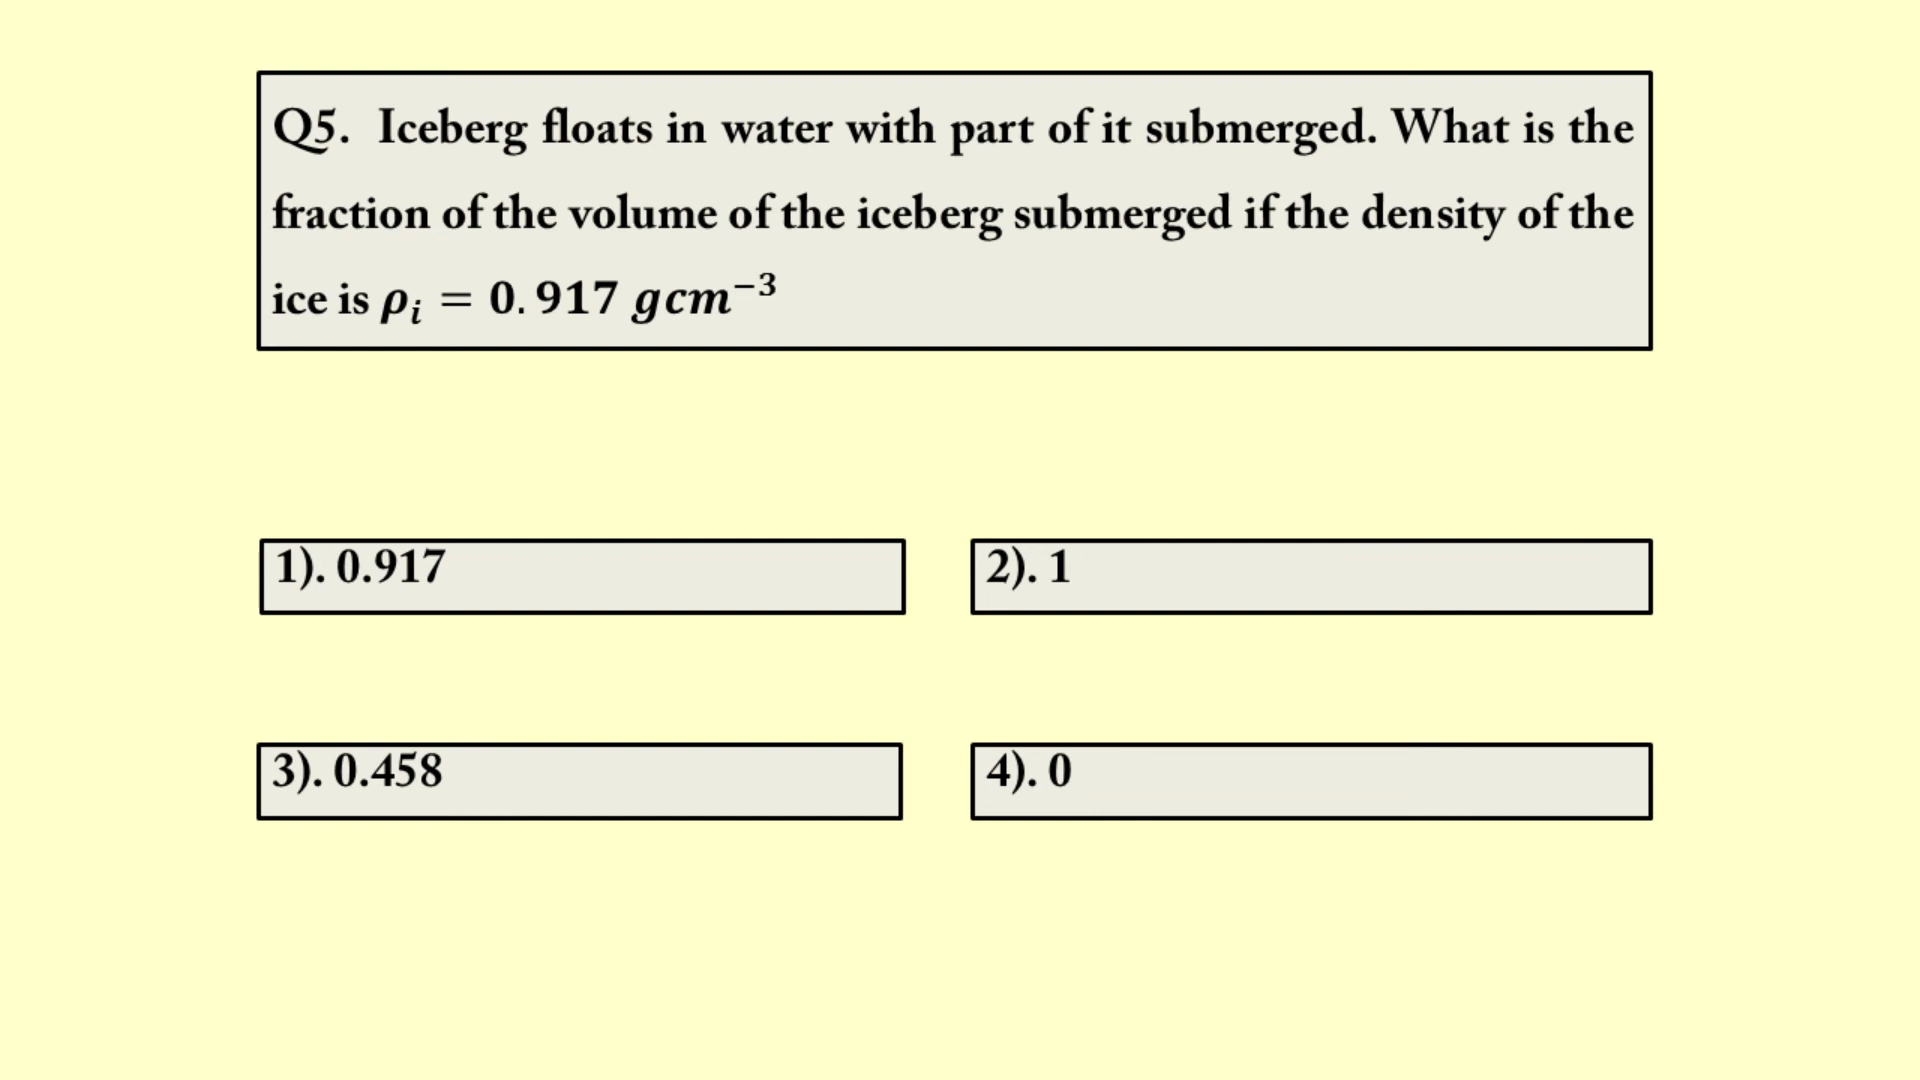 Q5. Iceberg floats in water with part of it submerged. What is the
fraction of the volume of the iceberg submerged if the density of the
ice is ρᵢ = 0.917 gcm⁻³
1). 0.917
2). 1
3). 0.458
4). 0